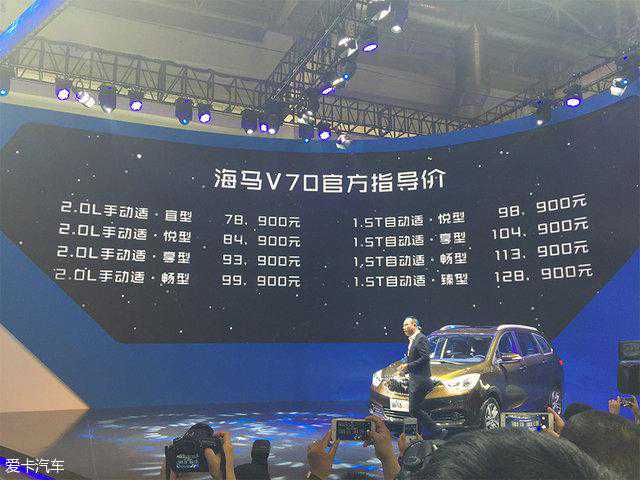 海马V70官方指导价
2.0L手动适·直型 78,900元 1.5T自动适·悦型 98,900元
2.0L手动适·悦型 84,900元 1.5T自动适·享型 104,900元
2.0L手动适·享型 93,900元 1.5T自动适·畅型 113,900元
2.0L手动适·畅型 99,900元 1.5T自动适·臻型 128,900元
爱卡汽车